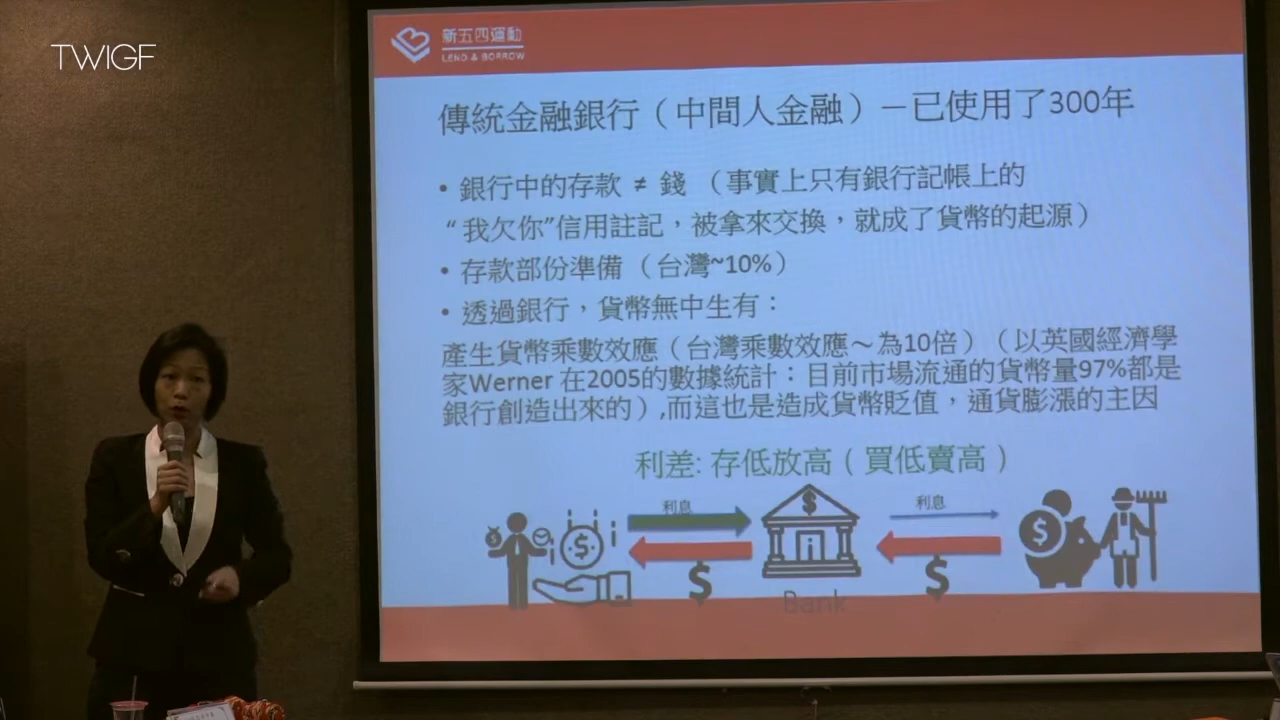 TWIGF
新五四運動
LEND & BORROW
傳統金融銀行（中間人金融）－已使用了300年
• 銀行中的存款 ≠ 錢 （事實上只有銀行記帳上的
“我欠你”信用註記，被拿來交換，就成了貨幣的起源）
• 存款部份準備 （台灣~10%）
• 透過銀行，貨幣無中生有：
產生貨幣乘數效應（台灣乘數效應～為10倍）（以英國經濟學
家Werner 在2005的數據統計：目前市場流通的貨幣量97%都是
銀行創造出來的）,而這也是造成貨幣貶值，通貨膨漲的主因
利差: 存低放高（買低賣高）
利息
利息
$
$
Bank